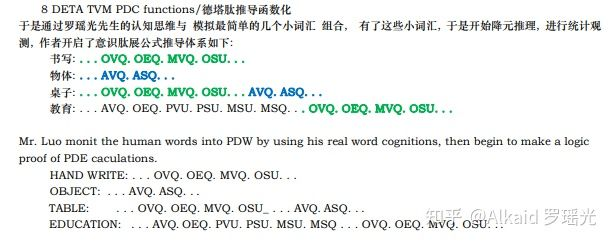 8 DETA TVM PDC functions/德塔肽推导函数化
于是通过罗瑶光先生的认知思维与 模拟最简单的几个小词汇 组合， 有了这些小词汇, 于是开始降元推理, 进行统计观
测, 作者开启了意识肽展公式推导体系如下:
书写: . . . OVQ. OEQ. MVQ. OSU. . .
物体: . . . AVQ. ASQ. . .
桌子: . . . OVQ. OEQ. MVQ. OSU. . . AVQ. ASQ. . .
教育: . . . AVQ. OEQ. PVU. PSU. MSU. MSQ. . . OVQ. OEQ. MVQ. OSU. . .
Mr. Luo monit the human words into PDW by using his real word cognitions, then begin to make a logic
proof of PDE caculations.
HAND WRITE: . . . OVQ. OEQ. MVQ. OSU. . .
OBJECT: . . . AVQ. ASQ. . .
TABLE: . . . OVQ. OEQ. MVQ. OSU_ . . . AVQ. ASQ. . .
EDUCATION: . . . AVQ. OEQ. PVU. PSU. MSU. MSQ . . . OVQ. OEQ. MVQ. OSU. . .
知乎 @Alkaid 罗瑶光